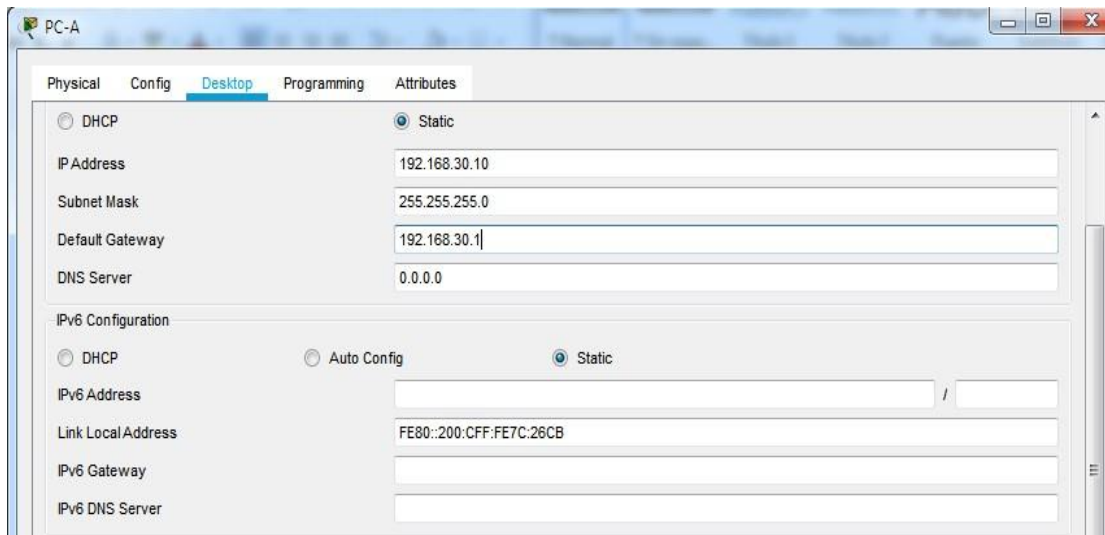 PC-A
Physical Config Desktop Programming Attributes
DHCP Static
IP Address 192.168.30.10
Subnet Mask 255.255.255.0
Default Gateway 192.168.30.1
DNS Server 0.0.0.0
IPv6 Configuration
DHCP Auto Config Static
IPv6 Address /
Link Local Address FE80::200:CFF:FE7C:26CB
IPv6 Gateway
IPv6 DNS Server